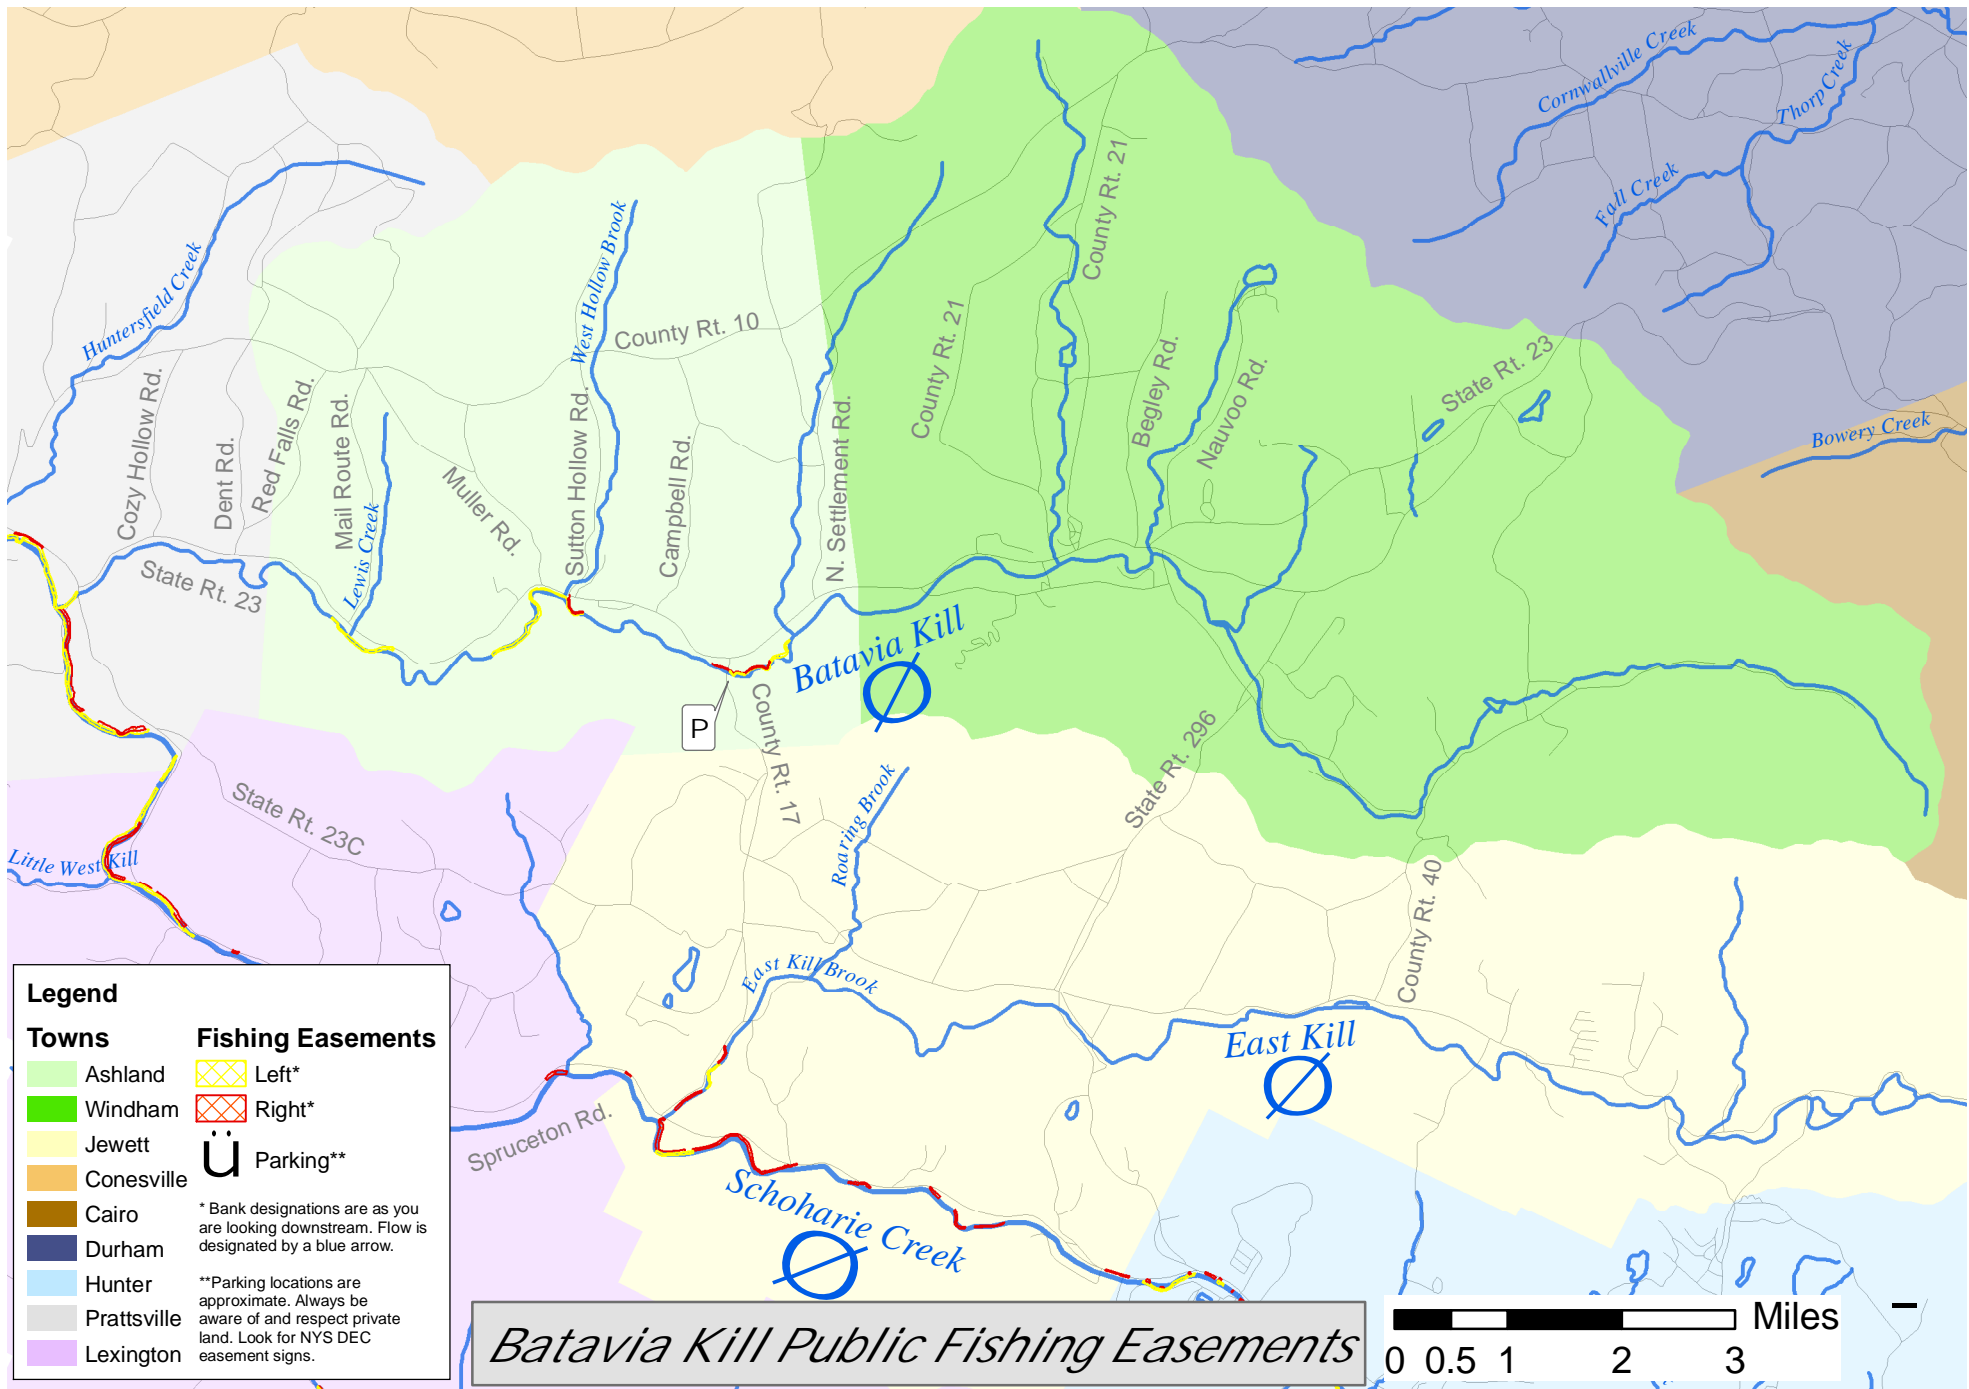 Cornwallville Creek
Thorp Creek
Fall Creek
County Rt. 21
West Hollow Brook
Huntersfield Creek
County Rt. 10
County Rt. 21
Begley Rd.
Nauvoo Rd.
State Rt. 23
Bowery Creek
Cozy Hollow Rd.
Dent Rd.
Red Falls Rd.
Mail Route Rd.
Lewis Creek
Muller Rd.
Sutton Hollow Rd.
Campbell Rd.
N. Settlement Rd.
State Rt. 23
Batavia Kill
Ø
P
County Rt. 17
State Rt. 296
Roaring Brook
State Rt. 23C
Little West Kill
County Rt. 40
East Kill Brook
East Kill
Ø
Spruceton Rd.
Schoharie Creek
Ø
Legend
Towns
Ashland
Windham
Jewett
Conesville
Cairo
Durham
Hunter
Prattsville
Lexington
Fishing Easements
Left*
Right*
ü Parking**
* Bank designations are as you
are looking downstream. Flow is
designated by a blue arrow.
**Parking locations are
approximate. Always be
aware of and respect private
land. Look for NYS DEC
easement signs.
Batavia Kill Public Fishing Easements
Miles
0 0.5 1 2 3